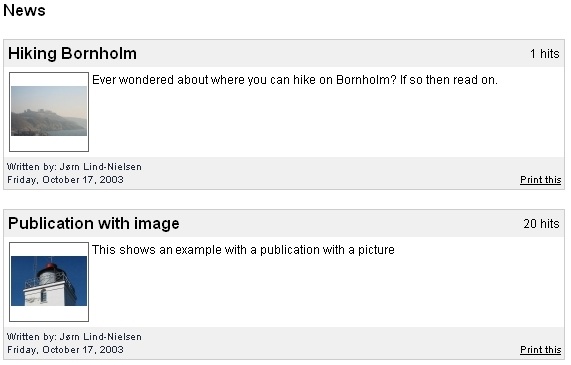 News
Hiking Bornholm 1 hits
Ever wondered about where you can hike on Bornholm? If so then read on.
Written by: Jørn Lind-Nielsen
Friday, October 17, 2003 Print this
Publication with image 20 hits
This shows an example with a publication with a picture
Written by: Jørn Lind-Nielsen
Friday, October 17, 2003 Print this